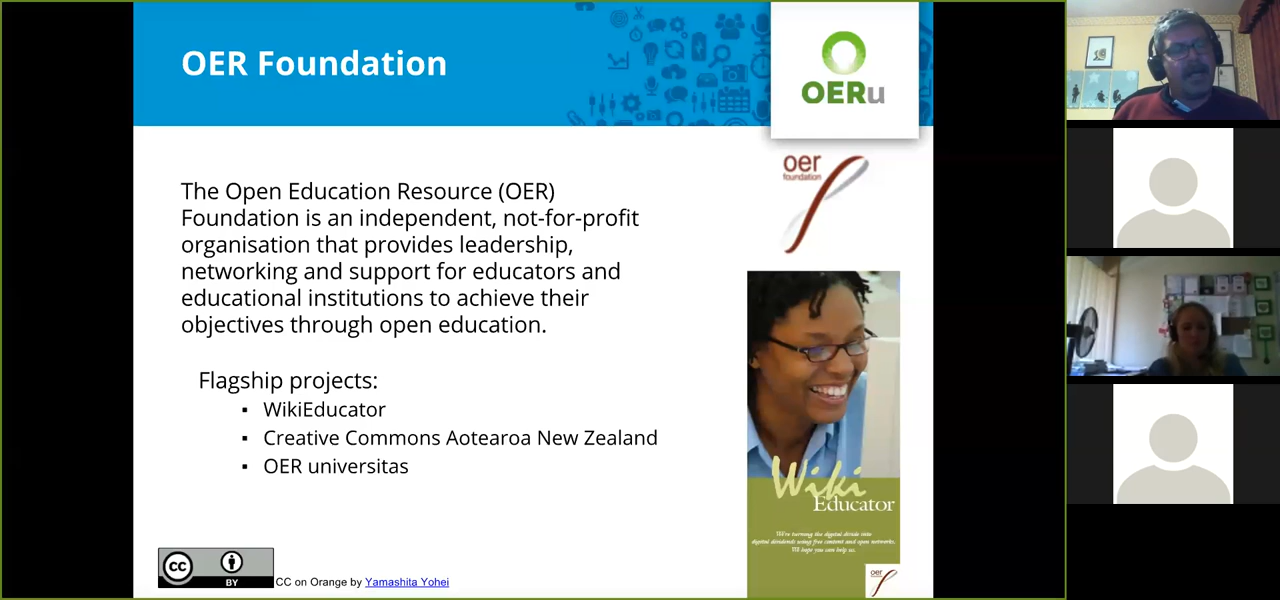 OER Foundation
OERu
oer
foundation
The Open Education Resource (OER)
Foundation is an independent, not-for-profit
organisation that provides leadership,
networking and support for educators and
educational institutions to achieve their
objectives through open education.
Flagship projects:
▪ WikiEducator
▪ Creative Commons Aotearoa New Zealand
▪ OER universitas
Wiki
Educator
We're turning the digital divide into
digital dividends using free content and open networks.
We hope you can help us.
oer
cc
BY
CC on Orange by Yamashita Yohei